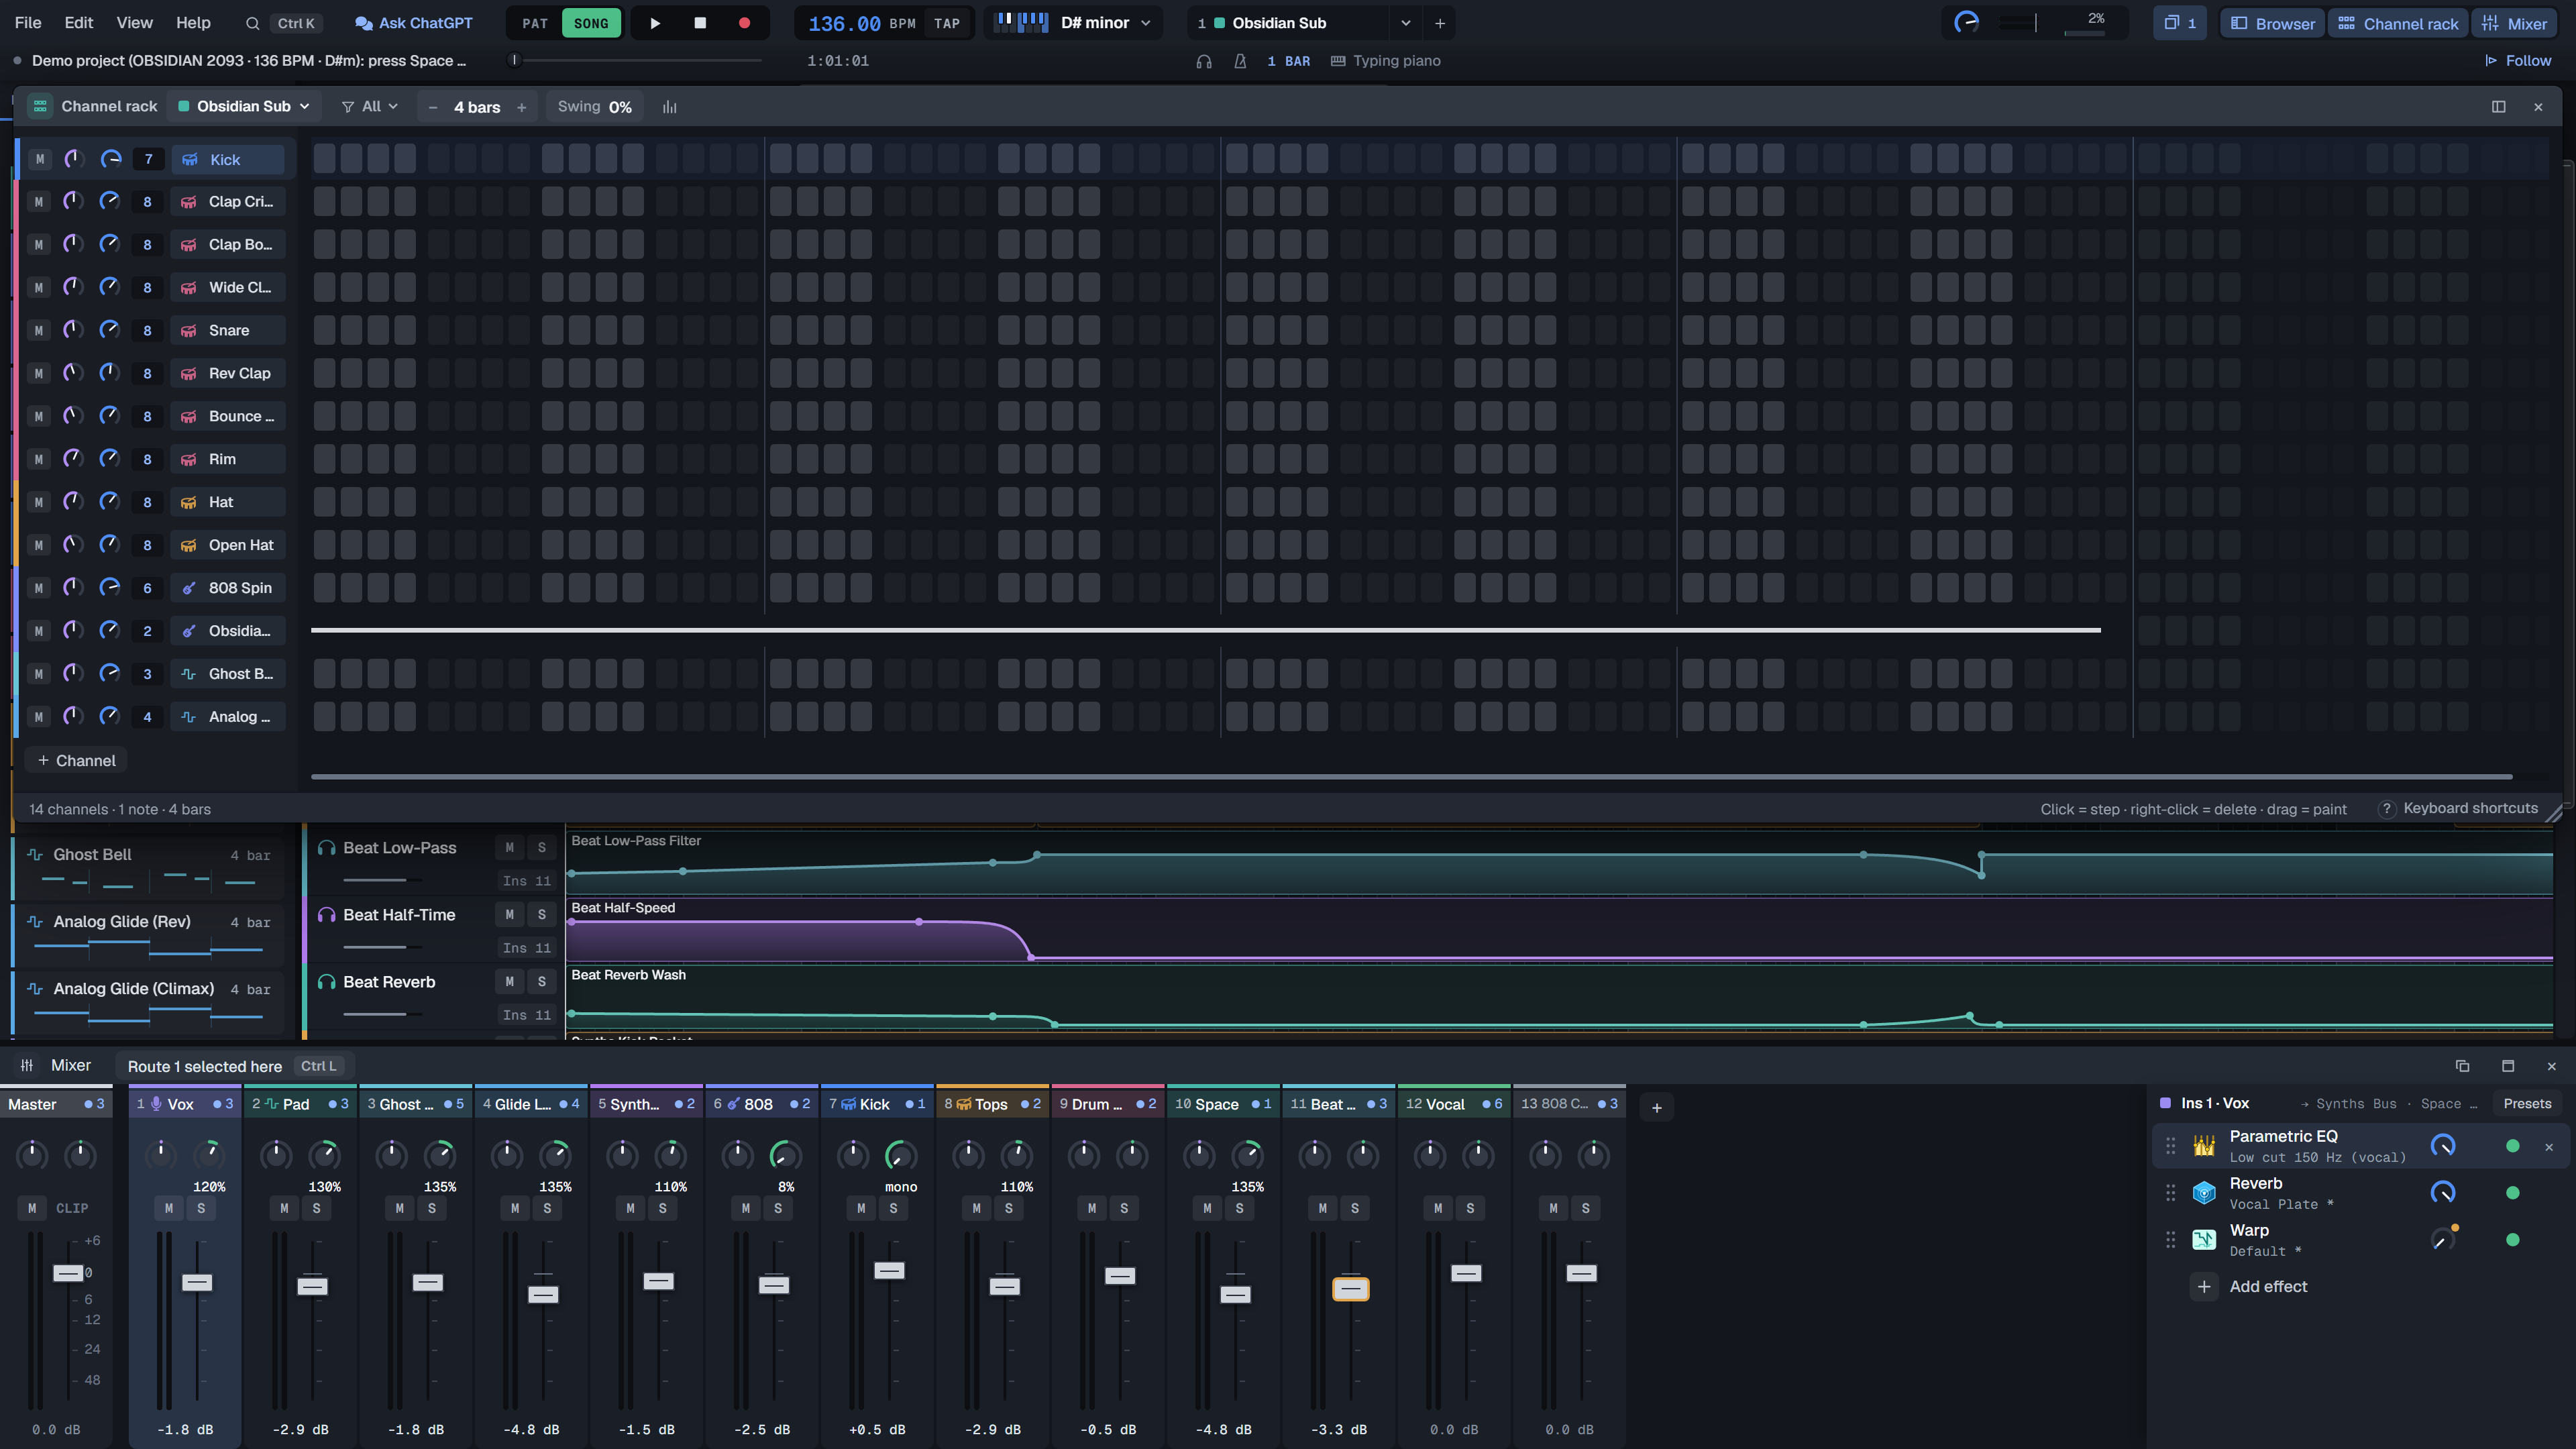 File Edit View Help Ctrl K Ask ChatGPT PAT SONG 136.00 BPM TAP D# minor 1 Obsidian Sub 2% 1 Browser Channel rack Mixer
Demo project (OBSIDIAN 2093 · 136 BPM · D#m): press Space ... 1:01:01 1 BAR Typing piano Follow
Channel rack Obsidian Sub All − 4 bars + Swing 0%
M 7 Kick
M 8 Clap Cri...
M 8 Clap Bo...
M 8 Wide Cl...
M 8 Snare
M 8 Rev Clap
M 8 Bounce ...
M 8 Rim
M 8 Hat
M 8 Open Hat
M 6 808 Spin
M 2 Obsidia...
M 3 Ghost B...
M 4 Analog ...
+ Channel
14 channels · 1 note · 4 bars Click = step · right-click = delete · drag = paint ? Keyboard shortcuts
Ghost Bell 4 bar
Analog Glide (Rev) 4 bar
Analog Glide (Climax) 4 bar
Beat Low-Pass M S Beat Low-Pass Filter
Ins 11
Beat Half-Time M S Beat Half-Speed
Ins 11
Beat Reverb M S Beat Reverb Wash
Ins 11
Mixer Route 1 selected here Ctrl L
Master 3 1 Vox 3 2 Pad 3 3 Ghost ... 5 4 Glide L... 4 5 Synth... 2 6 808 2 7 Kick 1 8 Tops 2 9 Drum ... 2 10 Space 1 11 Beat ... 3 12 Vocal 6 13 808 C... 3 +
120% 130% 135% 135% 110% 8% mono 110% 135%
M CLIP M S M S M S M S M S M S M S M S M S M S M S M S M S
+6
0
6
12
24
48
0.0 dB -1.8 dB -2.9 dB -1.8 dB -4.8 dB -1.5 dB -2.5 dB +0.5 dB -2.9 dB -0.5 dB -4.8 dB -3.3 dB 0.0 dB 0.0 dB
Ins 1 · Vox → Synths Bus · Space ... Presets
Parametric EQ
Low cut 150 Hz (vocal)
Reverb
Vocal Plate *
Warp
Default *
+ Add effect